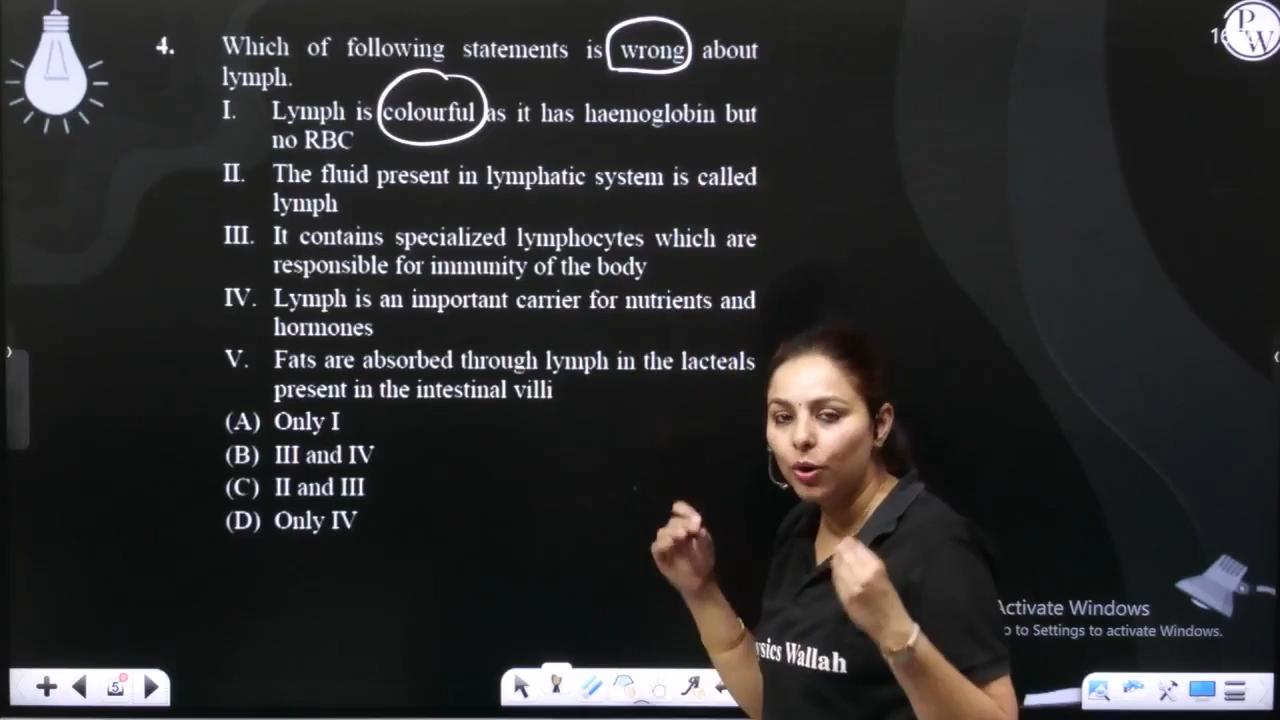 4. Which of following statements is wrong about
lymph.
I. Lymph is colourful as it has haemoglobin but
no RBC
II. The fluid present in lymphatic system is called
lymph
III. It contains specialized lymphocytes which are
responsible for immunity of the body
IV. Lymph is an important carrier for nutrients and
hormones
V. Fats are absorbed through lymph in the lacteals
present in the intestinal villi
(A) Only I
(B) III and IV
(C) II and III
(D) Only IV
PW
ysics Wallah
Activate Windows
o to Settings to activate Windows.
5